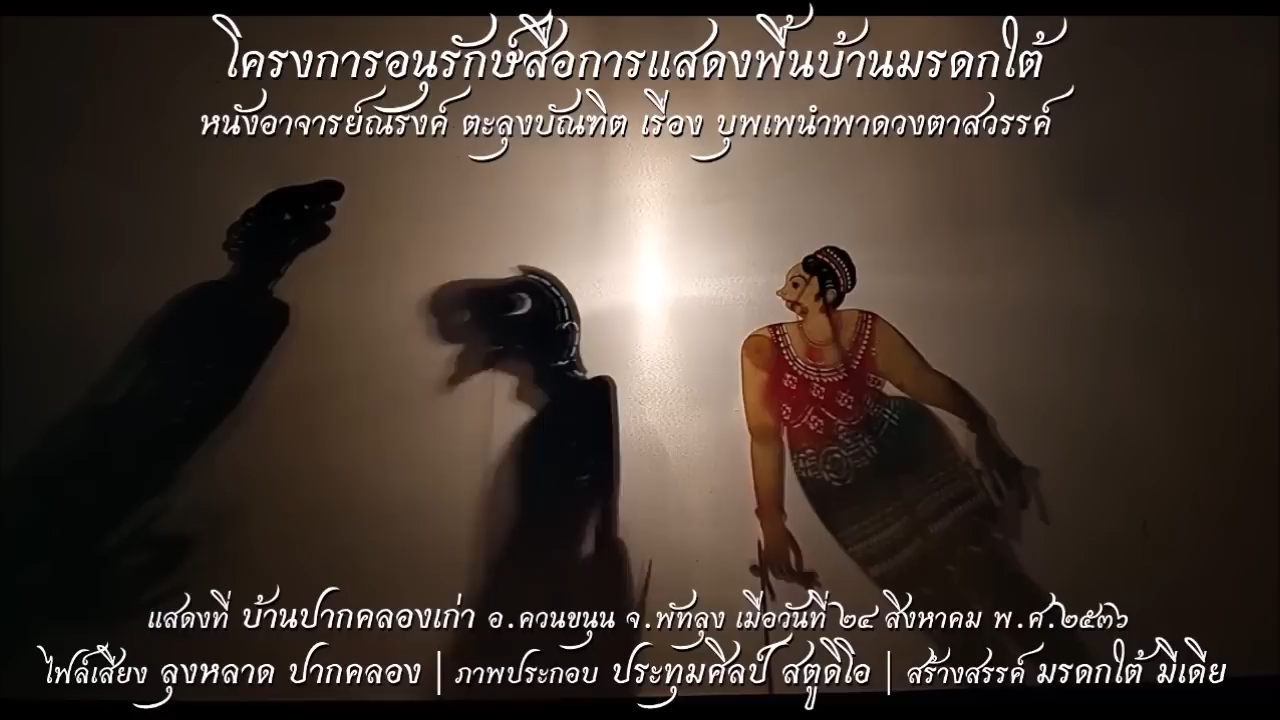 โครงการอนุรักษ์สื่อการแสดงพื้นบ้านมรดกใต้
หนังอาจารย์ณรงค์ ตะลุงบัณฑิต เรื่อง บุพเพนำพาดวงตาสวรรค์
แสดงที่ บ้านปากคลองเก่า อ.ควนขนุน จ.พัทลุง เมื่อวันที่ ๒๔ สิงหาคม พ.ศ.๒๕๓๖
ไฟล์เสียง ลุงหลาด ปากคลอง | ภาพประกอบ ประทุมศิลป์ สตูดิโอ | สร้างสรรค์ มรดกใต้ มีเดีย